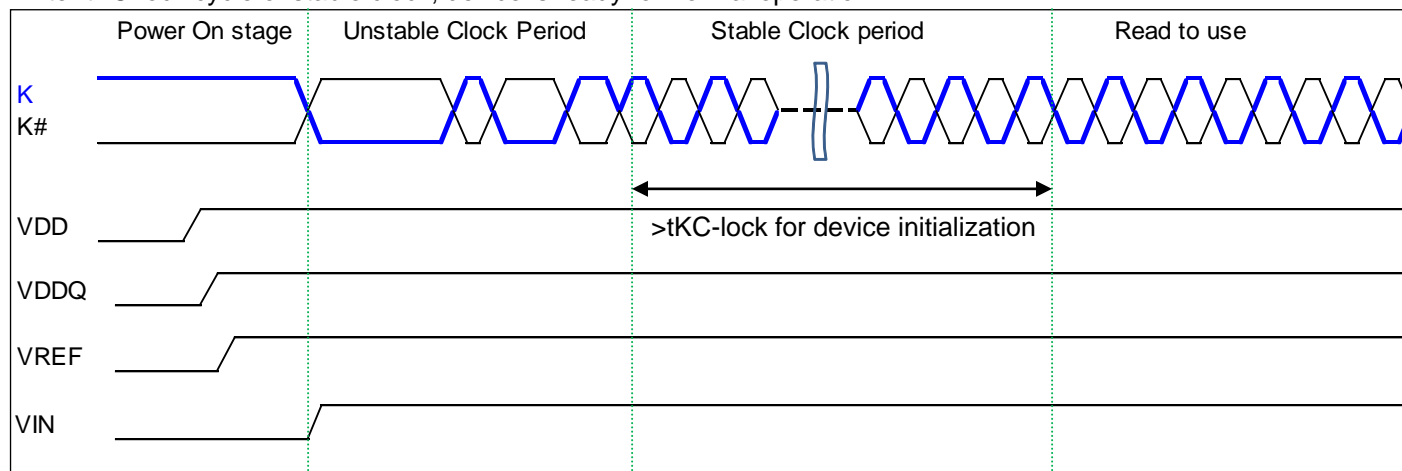 Power On stage Unstable Clock Period Stable Clock period Read to use
K
K#
>tKC-lock for device initialization
VDD
VDDQ
VREF
VIN